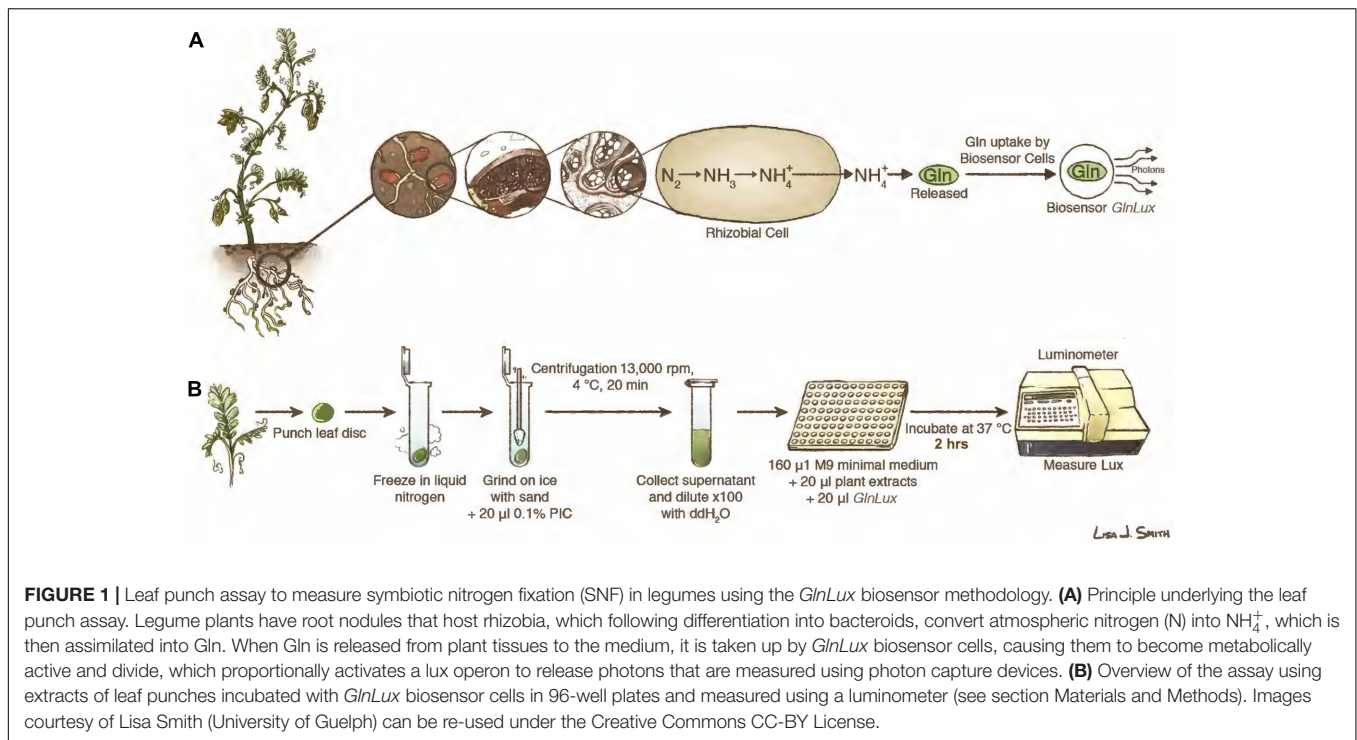 A
Gln uptake by
Biosensor Cells
N₂→NH₃→NH₄⁺→NH₄⁺→Gln
Gln
Photons
Released
Biosensor GlnLux
Rhizobial Cell
B
Punch leaf disc
Freeze in liquid
nitrogen
Grind on ice
with sand
+ 20 µl 0.1% PIC
Centrifugation 13,000 rpm,
4 °C, 20 min
Collect supernatant
and dilute x100
with ddH₂O
160 µ1 M9 minimal medium
+ 20 µl plant extracts
+ 20 µl GlnLux
Incubate at 37 °C
2 hrs
Luminometer
Measure Lux
LISA J. SMITH
FIGURE 1 | Leaf punch assay to measure symbiotic nitrogen fixation (SNF) in legumes using the GlnLux biosensor methodology. (A) Principle underlying the leaf
punch assay. Legume plants have root nodules that host rhizobia, which following differentiation into bacteroids, convert atmospheric nitrogen (N) into NH₄⁺, which is
then assimilated into Gln. When Gln is released from plant tissues to the medium, it is taken up by GlnLux biosensor cells, causing them to become metabolically
active and divide, which proportionally activates a lux operon to release photons that are measured using photon capture devices. (B) Overview of the assay using
extracts of leaf punches incubated with GlnLux biosensor cells in 96-well plates and measured using a luminometer (see section Materials and Methods). Images
courtesy of Lisa Smith (University of Guelph) can be re-used under the Creative Commons CC-BY License.